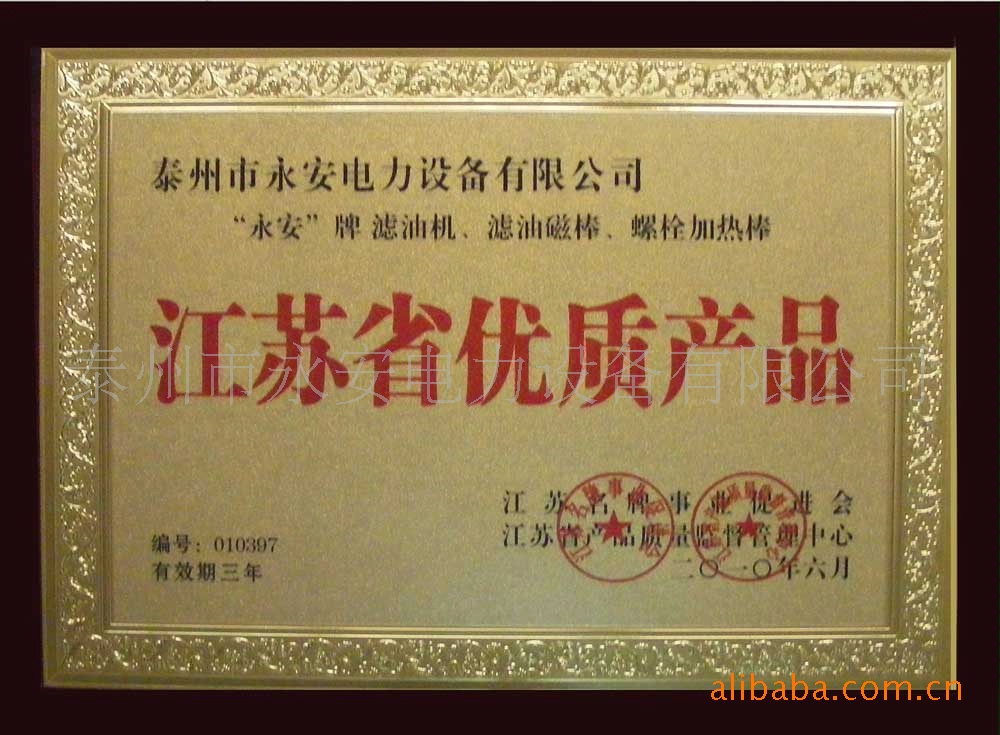 泰州市永安电力设备有限公司
“永安”牌 滤油机、滤油磁棒、螺栓加热棒
江苏省优质产品
泰州市永安电力设备有限公司
江苏名牌事业促进会
江苏省产品质量监督管理中心
二〇一〇年六月
编号：010397
有效期三年
alibaba.com.cn